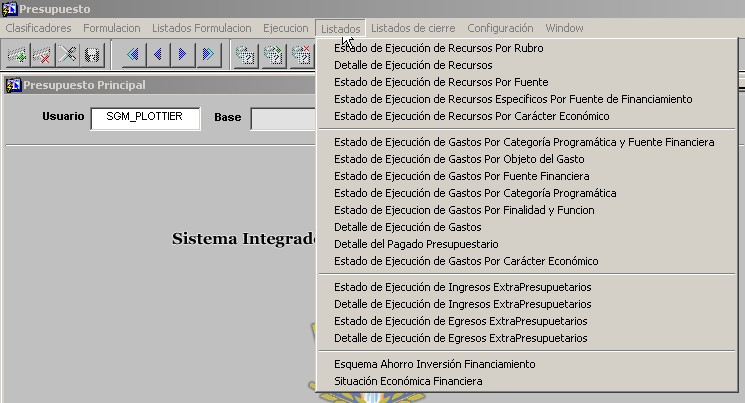 Presupuesto
Clasificadores Formulacion Listados Formulacion Ejecucion Listados Listados de cierre Configuración Window
Presupuesto Principal
Usuario SGM_PLOTTIER Base
Sistema Integrado
Estado de Ejecución de Recursos Por Rubro
Detalle de Ejecución de Recursos
Estado de Ejecución de Recursos Por Fuente
Estado de Ejecucion de Recursos Especificos Por Fuente de Financiamiento
Estado de Ejecución de Recursos Por Carácter Económico
Estado de Ejecución de Gastos Por Categoría Programática y Fuente Financiera
Estado de Ejecución de Gastos Por Objeto del Gasto
Estado de Ejecución de Gastos Por Fuente Financiera
Estado de Ejecución de Gastos Por Categoría Programática
Estado de Ejecución de Gastos Por Finalidad y Funcion
Detalle de Ejecución de Gastos
Detalle del Pagado Presupuestario
Estado de Ejecución de Gastos Por Carácter Económico
Estado de Ejecución de Ingresos ExtraPresupuetarios
Detalle de Ejecución de Ingresos ExtraPresupuetarios
Estado de Ejecución de Egresos ExtraPresupuetarios
Detalle de Ejecución de Egresos ExtraPresupuetarios
Esquema Ahorro Inversión Financiamiento
Situación Económica Financiera